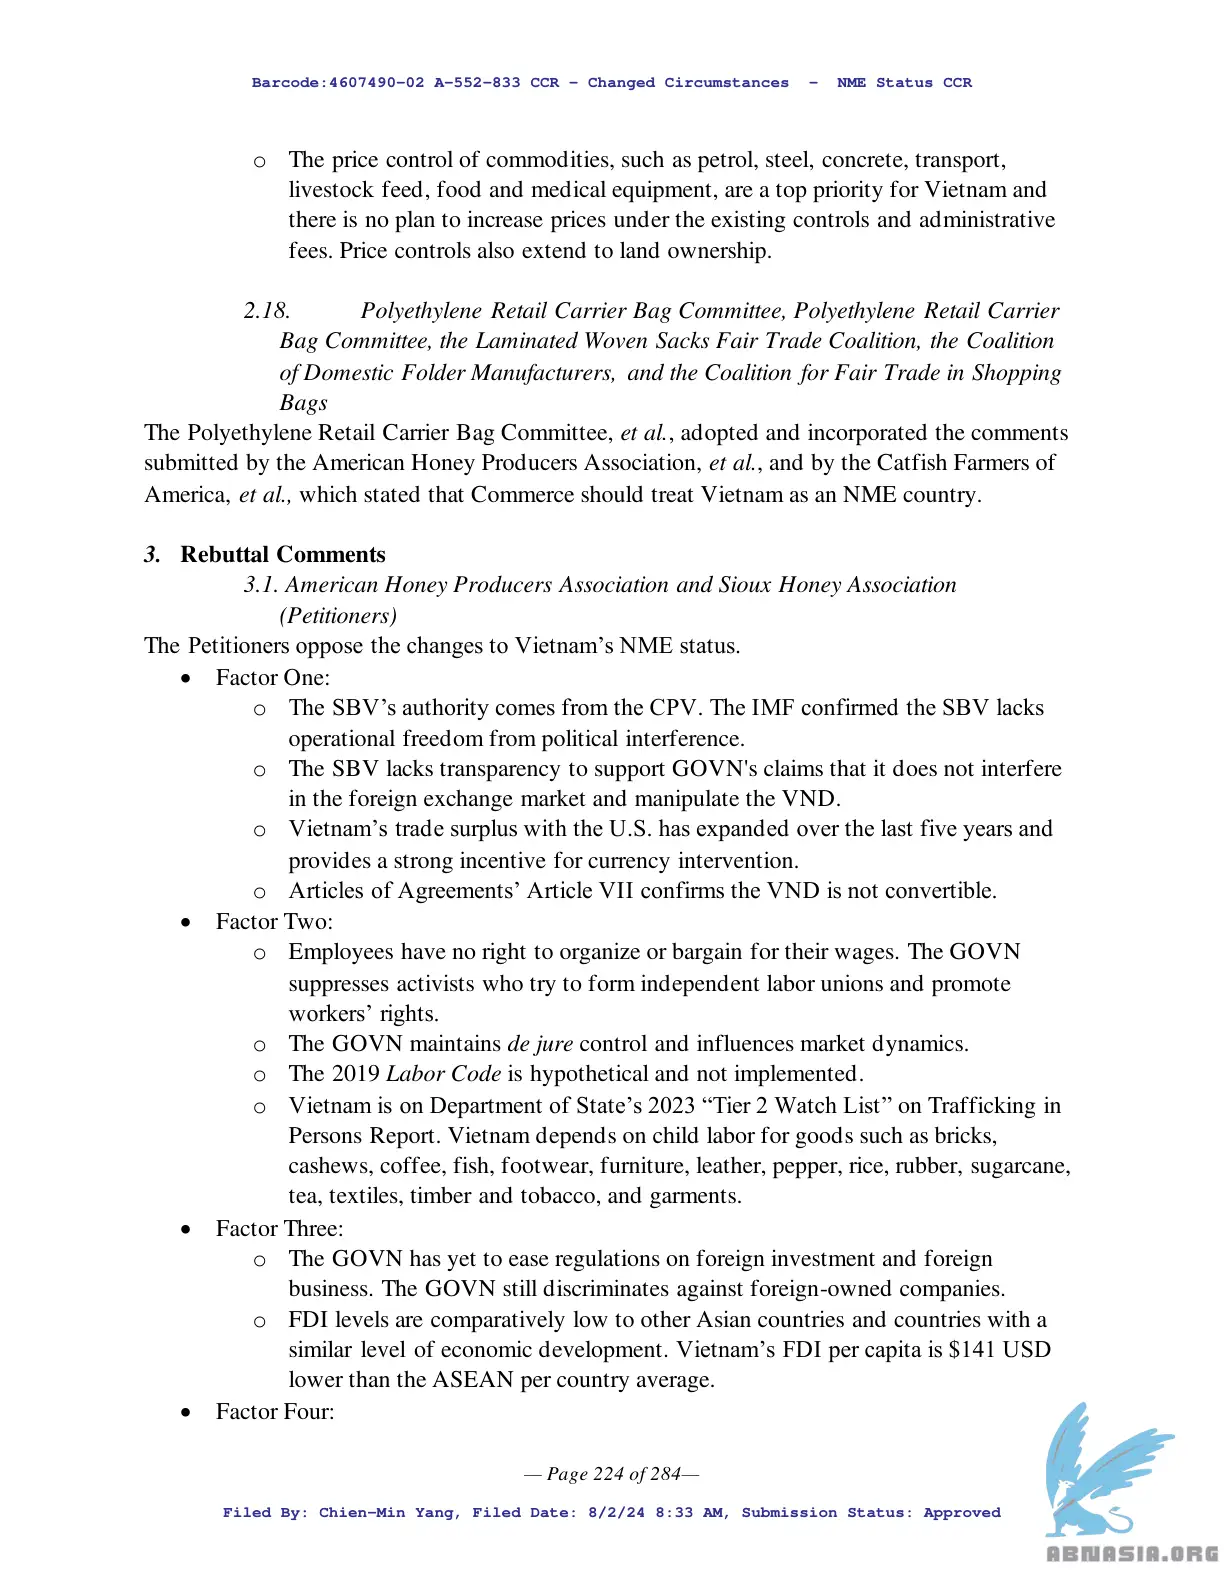 Barcode:4607490-02 A-552-833 CCR - Changed Circumstances - NME Status CCR
o The price control of commodities, such as petrol, steel, concrete, transport,
livestock feed, food and medical equipment, are a top priority for Vietnam and
there is no plan to increase prices under the existing controls and administrative
fees. Price controls also extend to land ownership.
2.18. Polyethylene Retail Carrier Bag Committee, Polyethylene Retail Carrier
Bag Committee, the Laminated Woven Sacks Fair Trade Coalition, the Coalition
of Domestic Folder Manufacturers, and the Coalition for Fair Trade in Shopping
Bags
The Polyethylene Retail Carrier Bag Committee, et al., adopted and incorporated the comments
submitted by the American Honey Producers Association, et al., and by the Catfish Farmers of
America, et al., which stated that Commerce should treat Vietnam as an NME country.
3. Rebuttal Comments
3.1. American Honey Producers Association and Sioux Honey Association
(Petitioners)
The Petitioners oppose the changes to Vietnam’s NME status.
• Factor One:
o The SBV’s authority comes from the CPV. The IMF confirmed the SBV lacks
operational freedom from political interference.
o The SBV lacks transparency to support GOVN's claims that it does not interfere
in the foreign exchange market and manipulate the VND.
o Vietnam’s trade surplus with the U.S. has expanded over the last five years and
provides a strong incentive for currency intervention.
o Articles of Agreements’ Article VII confirms the VND is not convertible.
• Factor Two:
o Employees have no right to organize or bargain for their wages. The GOVN
suppresses activists who try to form independent labor unions and promote
workers’ rights.
o The GOVN maintains de jure control and influences market dynamics.
o The 2019 Labor Code is hypothetical and not implemented.
o Vietnam is on Department of State’s 2023 “Tier 2 Watch List” on Trafficking in
Persons Report. Vietnam depends on child labor for goods such as bricks,
cashews, coffee, fish, footwear, furniture, leather, pepper, rice, rubber, sugarcane,
tea, textiles, timber and tobacco, and garments.
• Factor Three:
o The GOVN has yet to ease regulations on foreign investment and foreign
business. The GOVN still discriminates against foreign-owned companies.
o FDI levels are comparatively low to other Asian countries and countries with a
similar level of economic development. Vietnam’s FDI per capita is $141 USD
lower than the ASEAN per country average.
• Factor Four:
— Page 224 of 284—
Filed By: Chien-Min Yang, Filed Date: 8/2/24 8:33 AM, Submission Status: Approved
ABNASIA.ORG